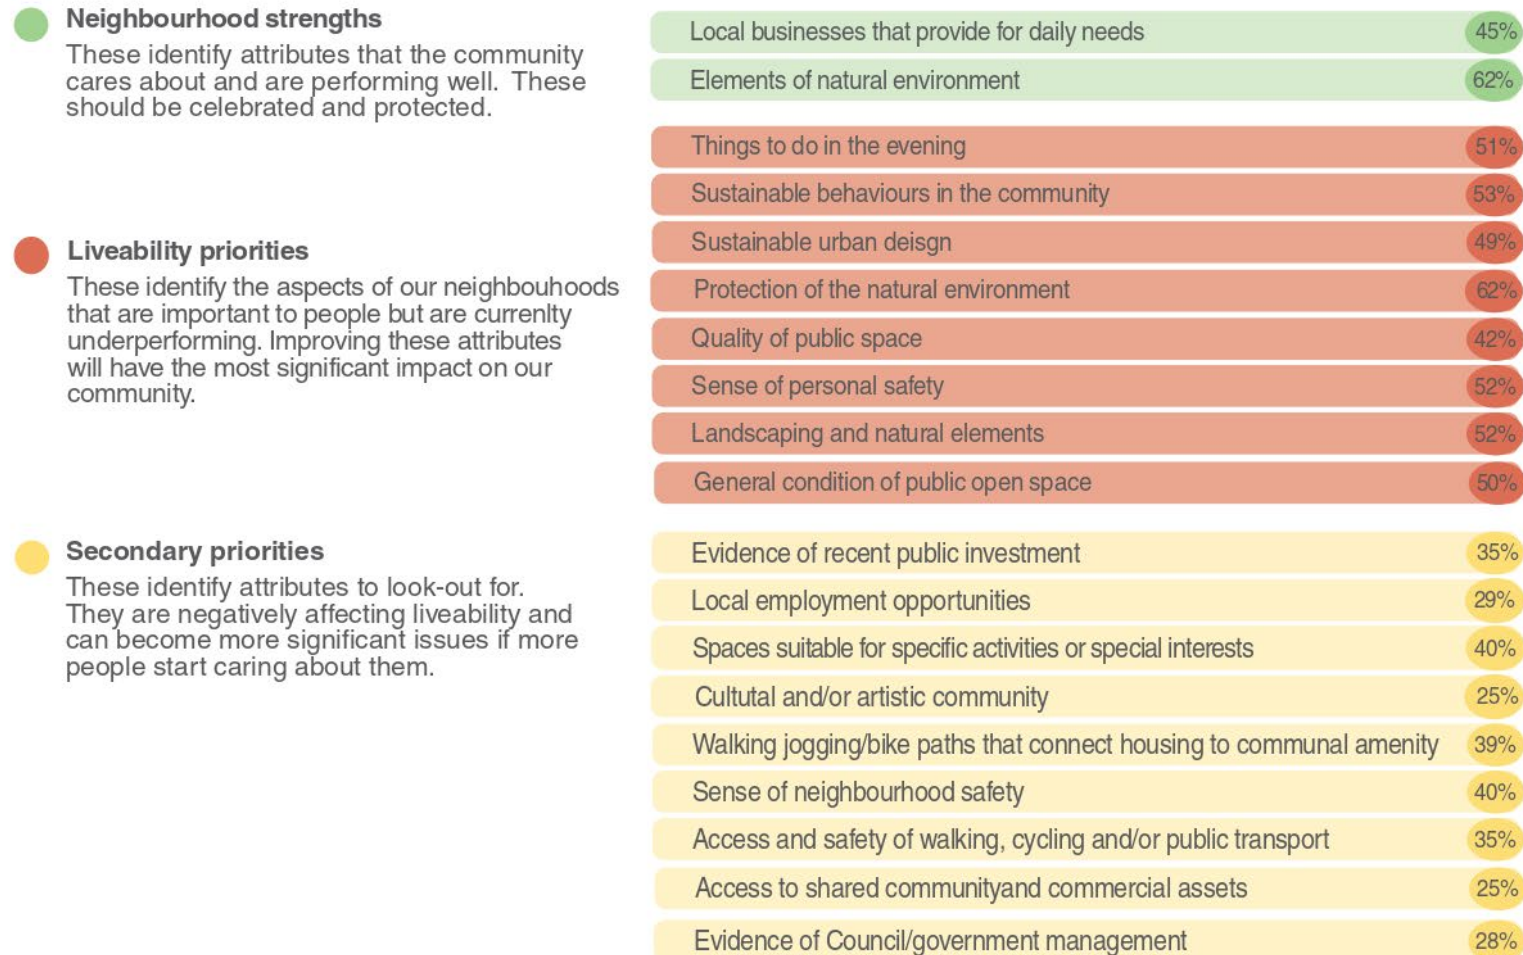 Neighbourhood strengths
These identify attributes that the community
cares about and are performing well. These
should be celebrated and protected.
Local businesses that provide for daily needs 45%
Elements of natural environment 62%
Liveability priorities
These identify the aspects of our neighbouhoods
that are important to people but are currenlty
underperforming. Improving these attributes
will have the most significant impact on our
community.
Things to do in the evening 51%
Sustainable behaviours in the community 53%
Sustainable urban deisgn 49%
Protection of the natural environment 62%
Quality of public space 42%
Sense of personal safety 52%
Landscaping and natural elements 52%
General condition of public open space 50%
Secondary priorities
These identify attributes to look-out for.
They are negatively affecting liveability and
can become more significant issues if more
people start caring about them.
Evidence of recent public investment 35%
Local employment opportunities 29%
Spaces suitable for specific activities or special interests 40%
Cultutal and/or artistic community 25%
Walking jogging/bike paths that connect housing to communal amenity 39%
Sense of neighbourhood safety 40%
Access and safety of walking, cycling and/or public transport 35%
Access to shared communityand commercial assets 25%
Evidence of Council/government management 28%